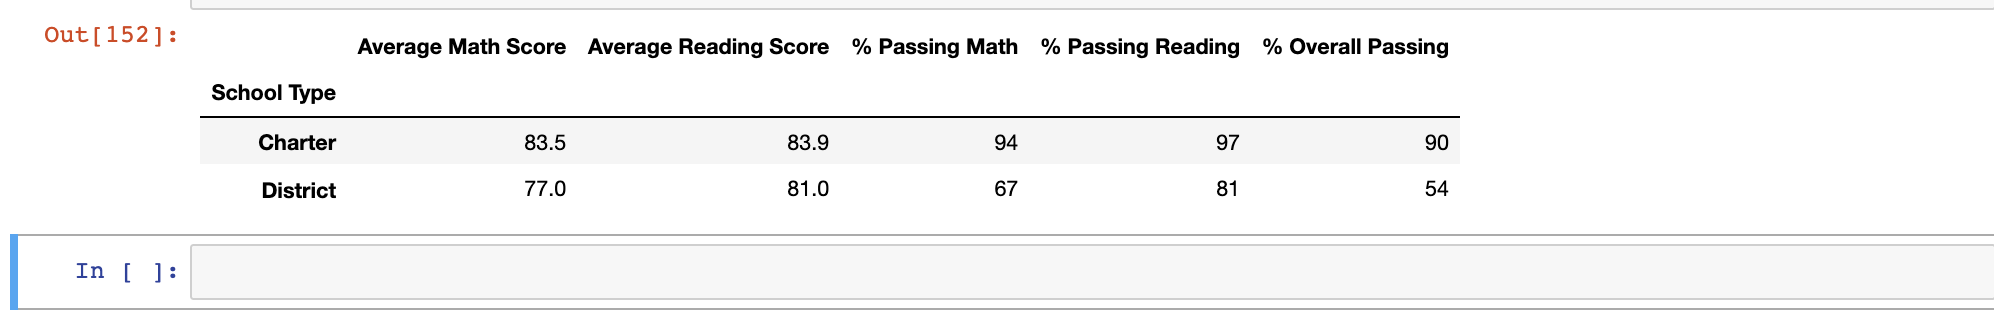 Out[152]:
Average Math Score Average Reading Score % Passing Math % Passing Reading % Overall Passing
School Type
Charter 83.5 83.9 94 97 90
District 77.0 81.0 67 81 54
In [ ]: